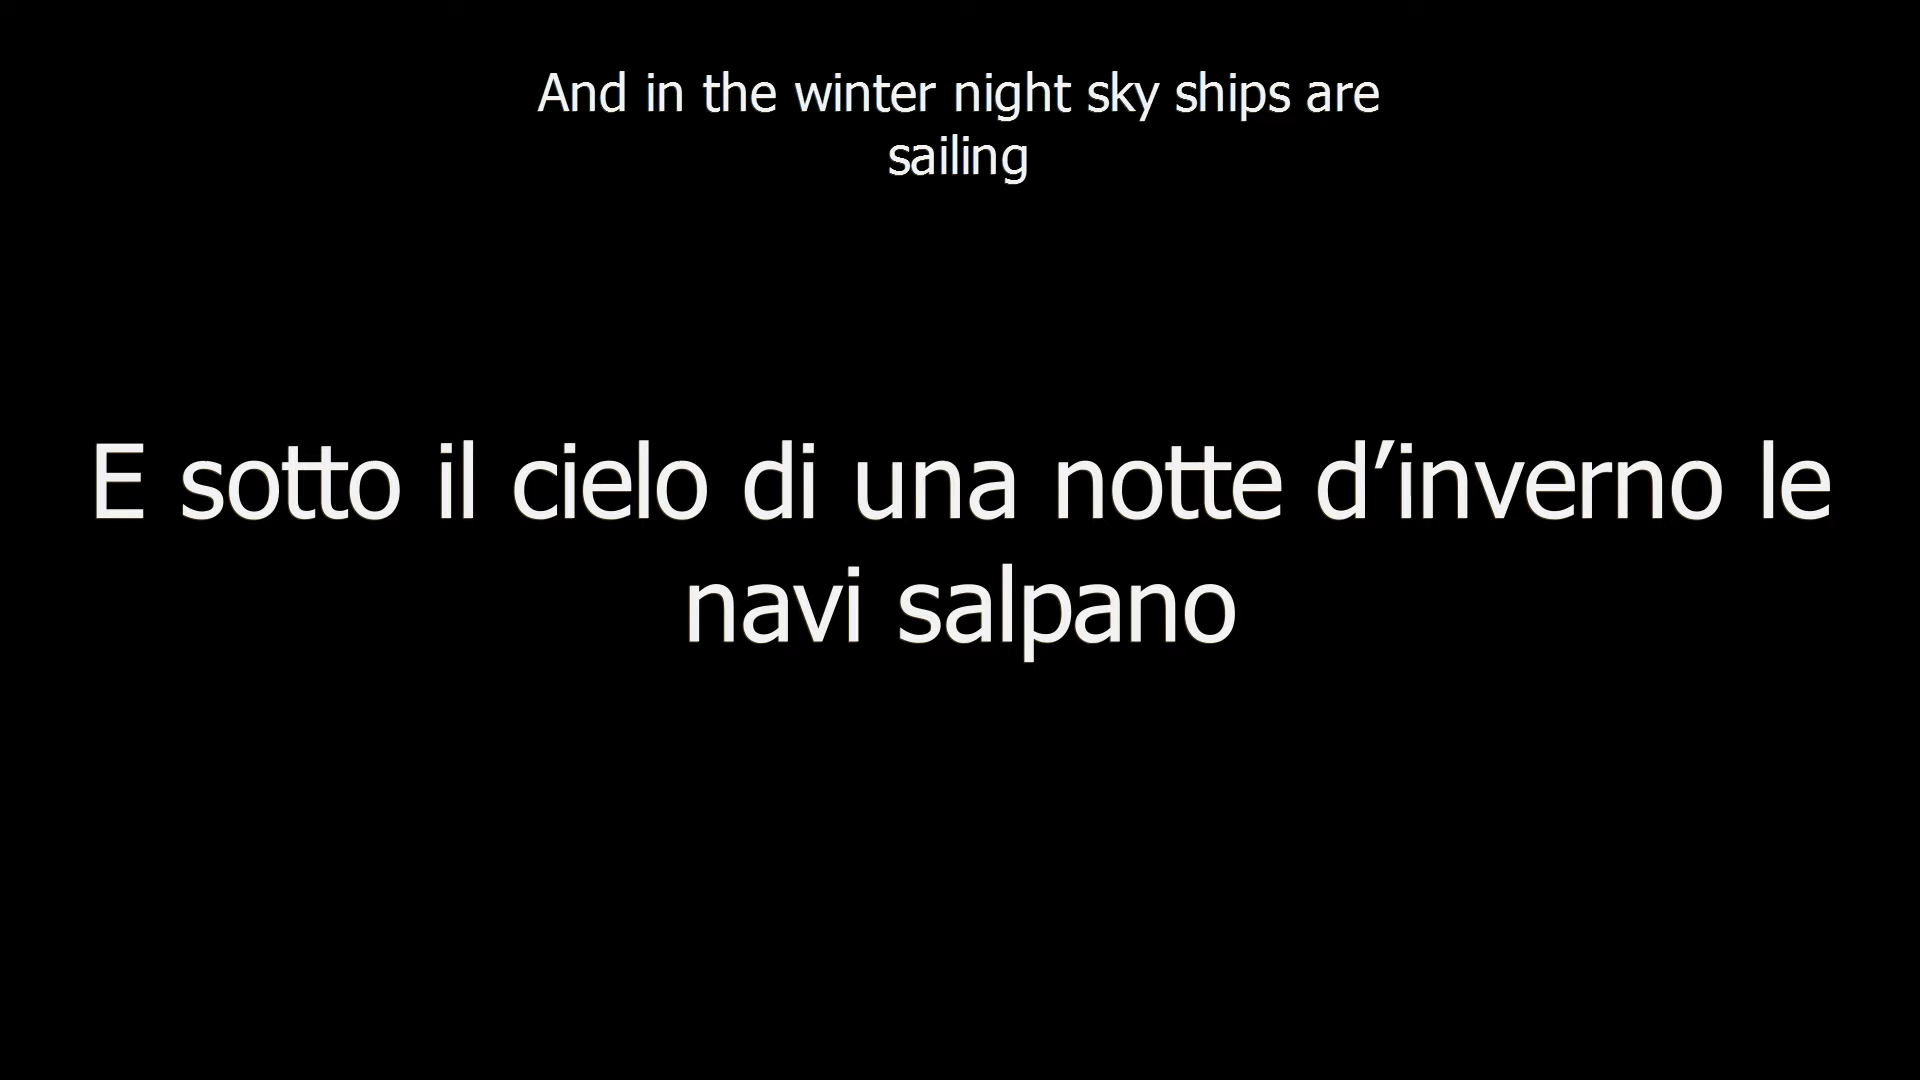 And in the winter night sky ships are
sailing
E sotto il cielo di una notte d’inverno le
navi salpano